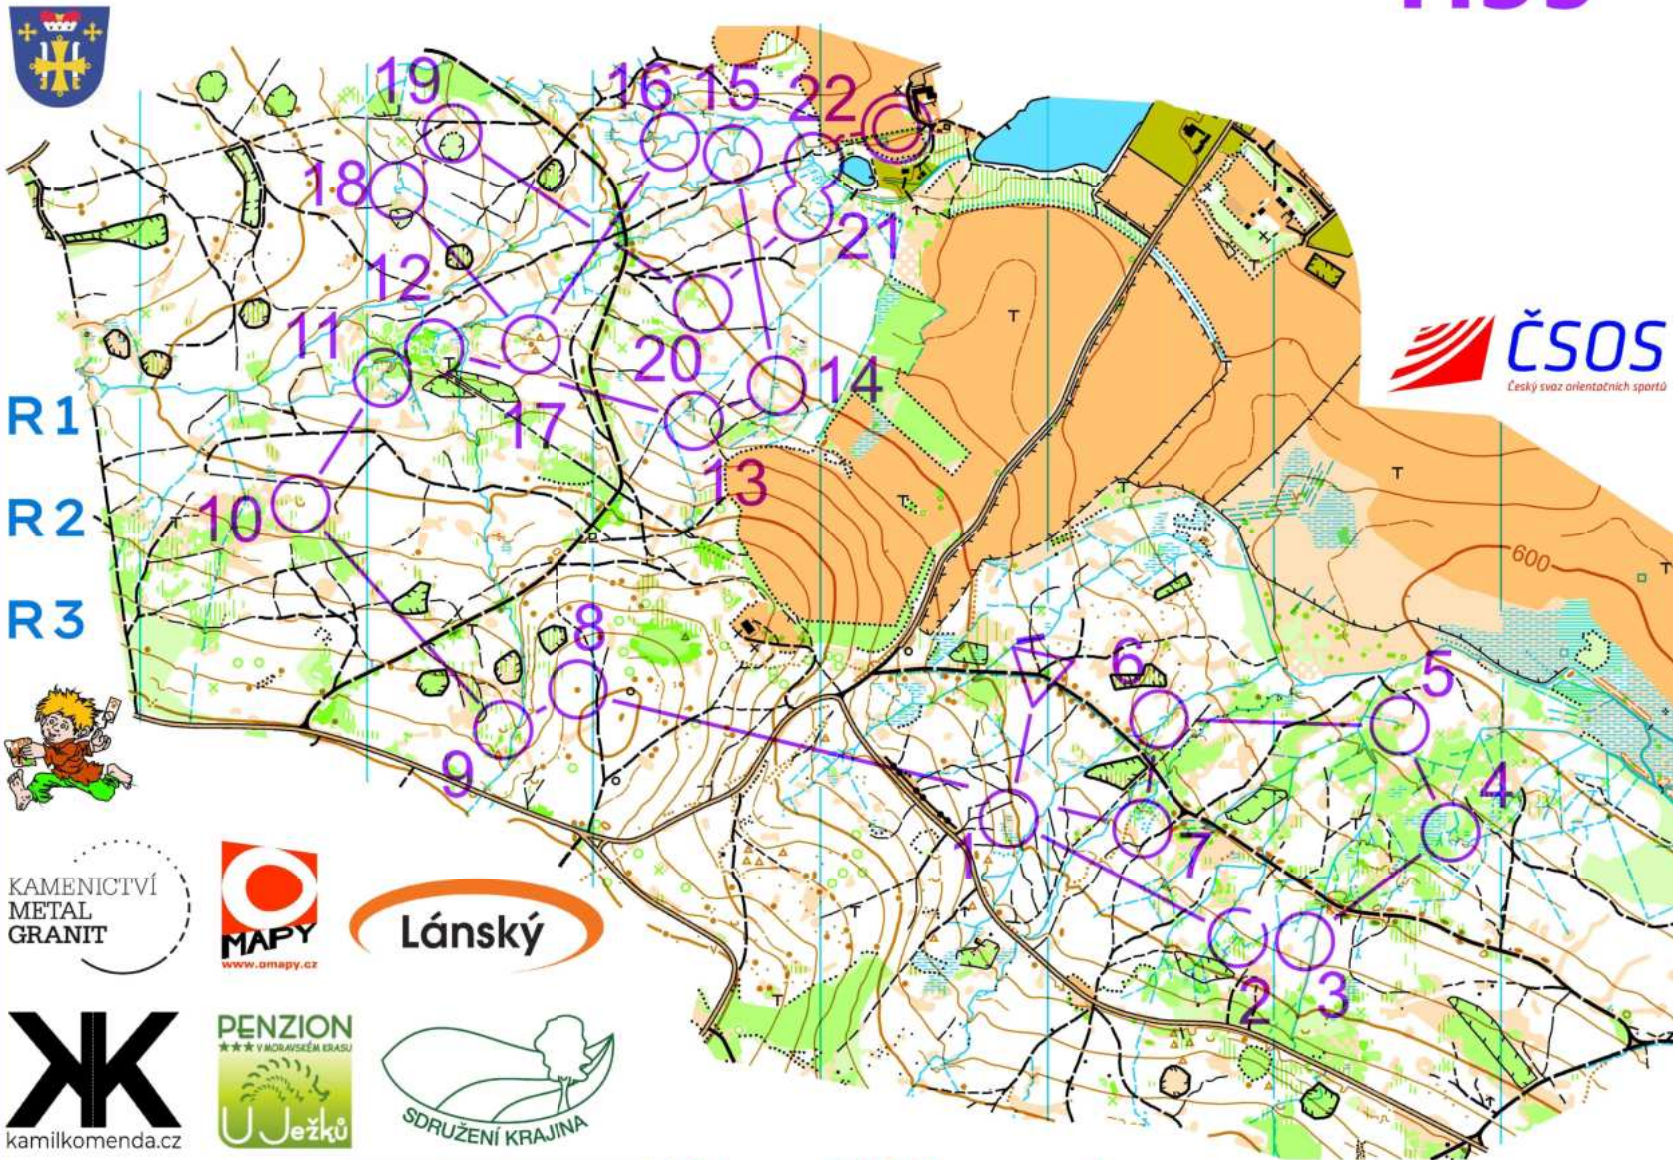 19
16
15
22
18
21
12
11
20
14
17
13
10
R1
R2
R3
ČSOS
Český svaz orientačních sportů
600
8
6
5
9
4
1
7
2
3
KAMENICTVÍ
METAL
GRANIT
MAPY
www.omapy.cz
Lánský
kamilkomenda.cz
PENZION
V MORAVSKÉM KRASU
U Ježků
SDRUŽENÍ KRAJINA